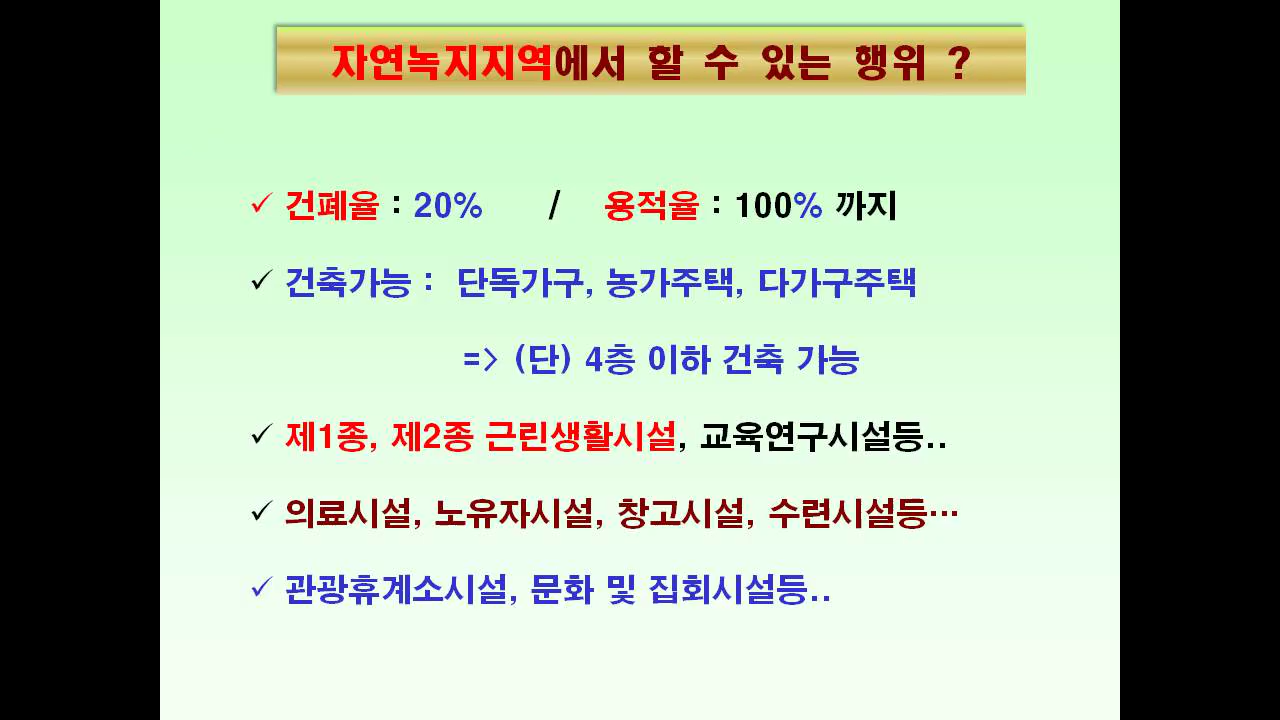 자연녹지지역에서 할 수 있는 행위 ?
✓ 건폐율 : 20% / 용적율 : 100% 까지
✓ 건축가능 : 단독가구, 농가주택, 다가구주택
=> (단) 4층 이하 건축 가능
✓ 제1종, 제2종 근린생활시설, 교육연구시설등..
✓ 의료시설, 노유자시설, 창고시설, 수련시설등…
✓ 관광휴계소시설, 문화 및 집회시설등..